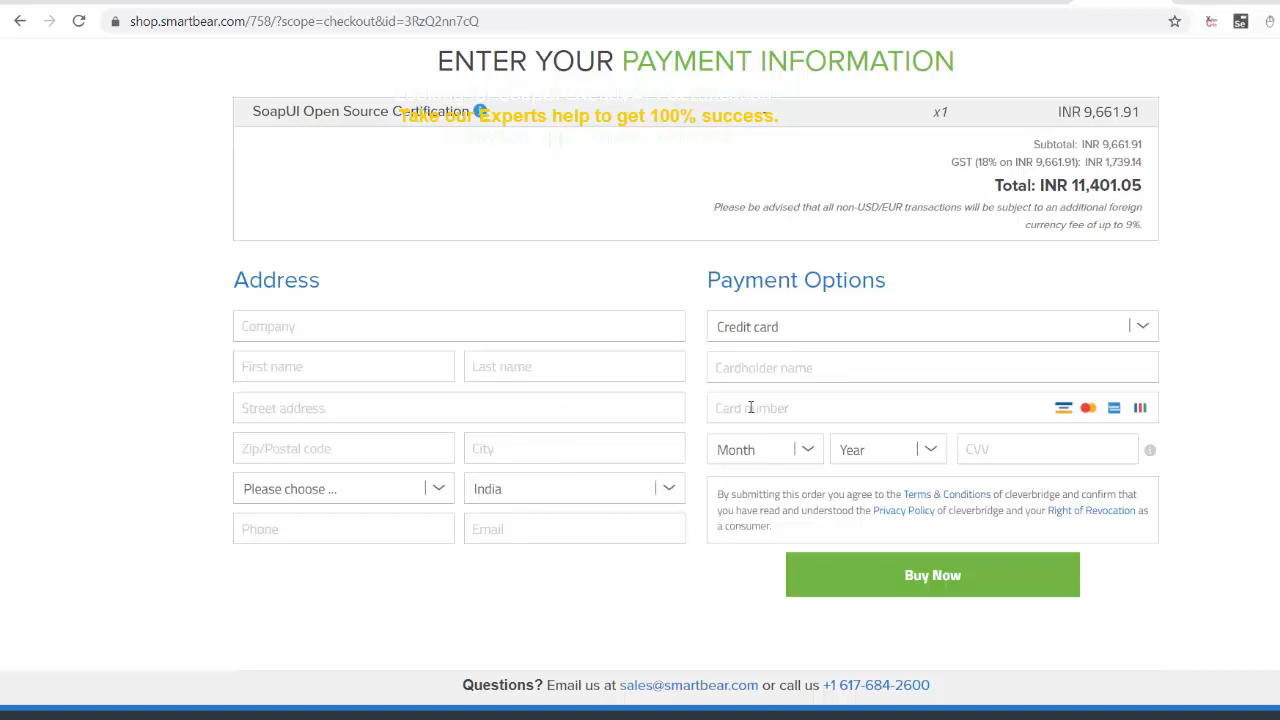 shop.smartbear.com/758/?scope=checkout&id=3RzQ2nn7cQ
ENTER YOUR PAYMENT INFORMATION
SoapUI Open Source Certification x1 INR 9,661.91
Take our Experts help to get 100% success.
Subtotal: INR 9,661.91
GST (18% on INR 9,661.91): INR 1,739.14
Total: INR 11,401.05
Please be advised that all non-USD/EUR transactions will be subject to an additional foreign
currency fee of up to 9%.
Address
Company
First name Last name
Street address
Zip/Postal code City
Please choose ... India
Phone Email
Payment Options
Credit card
Cardholder name
Card number
Month Year CVV
By submitting this order you agree to the Terms & Conditions of cleverbridge and confirm that
you have read and understood the Privacy Policy of cleverbridge and your Right of Revocation as
a consumer.
Buy Now
Questions? Email us at sales@smartbear.com or call us +1 617-684-2600